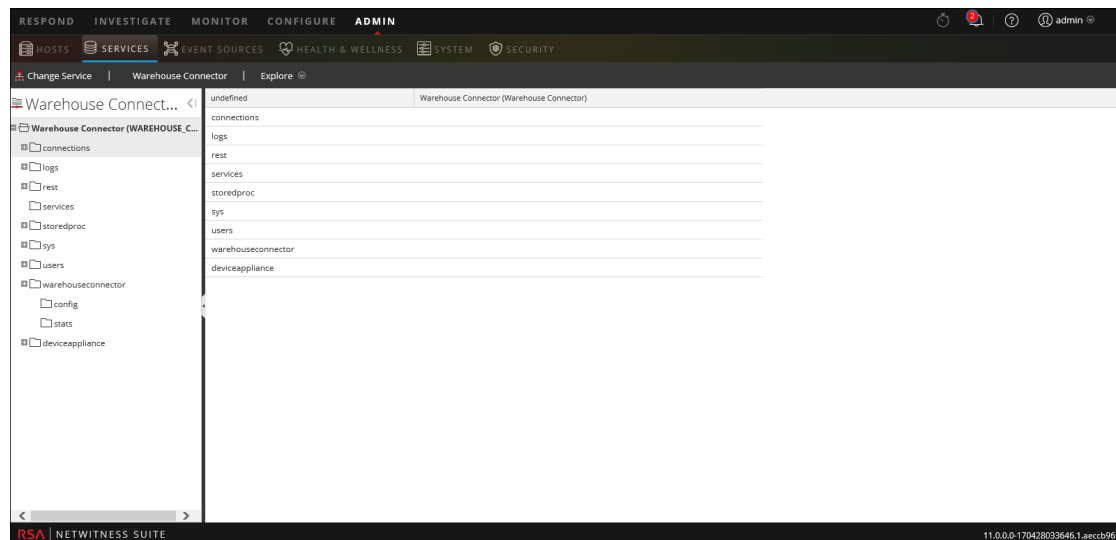 RESPOND INVESTIGATE MONITOR CONFIGURE ADMIN 2 ? admin
HOSTS SERVICES EVENT SOURCES HEALTH & WELLNESS SYSTEM SECURITY
Change Service | Warehouse Connector | Explore
Warehouse Connect...
Warehouse Connector (WAREHOUSE_C...
connections
logs
rest
services
storedproc
sys
users
warehouseconnector
config
stats
deviceappliance
undefined Warehouse Connector (Warehouse Connector)
connections
logs
rest
services
storedproc
sys
users
warehouseconnector
deviceappliance
RSA | NETWITNESS SUITE 11.0.0.0-170428033646.1.aeccb96